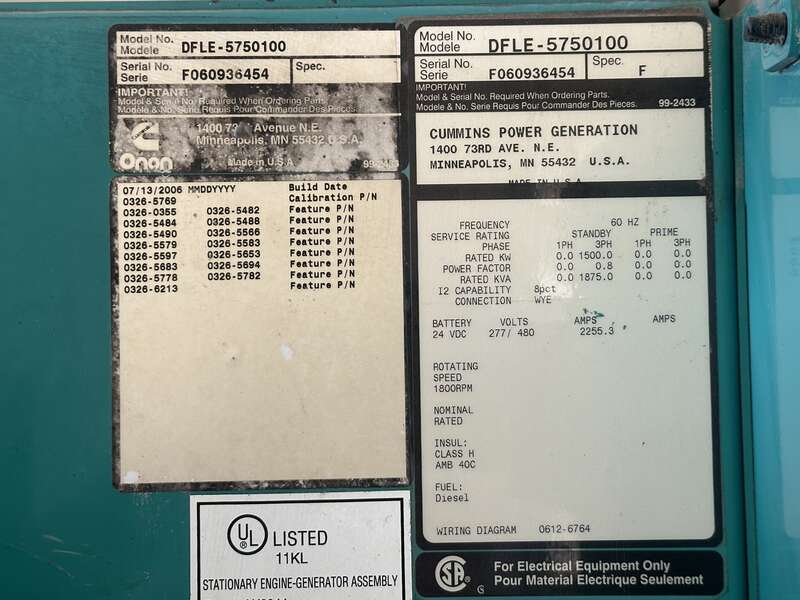 Model No.
Modele DFLE-5750100
Serial No.
Serie F060936454 Spec.
IMPORTANT!
Model & Serial No. Required When Ordering Parts.
Modele & No. Serie Requis Pour Commander Des Pieces.
1400 73 Avenue N.E.
Minneapolis, MN 55432 U.S.A.
Onan Made in U.S.A. 99-2433
07/13/2006 MMDDYYYY Build Date
0326-5769 Calibration P/N
0326-0355 0326-5482 Feature P/N
0326-5484 0326-5488 Feature P/N
0326-5490 0326-5566 Feature P/N
0326-5579 0326-5583 Feature P/N
0326-5597 0326-5653 Feature P/N
0326-5683 0326-5694 Feature P/N
0326-5778 0326-5782 Feature P/N
0326-6213 Feature P/N
UL LISTED
11KL
STATIONARY ENGINE-GENERATOR ASSEMBLY
Model No.
Modele DFLE-5750100
Serial No.
Serie F060936454 Spec. F
IMPORTANT!
Model & Serial No. Required When Ordering Parts.
Modele & No. Serie Requis Pour Commander Des Pieces. 99-2433
CUMMINS POWER GENERATION
1400 73RD AVE. N.E.
MINNEAPOLIS, MN 55432 U.S.A.
MADE IN U.S.A.
FREQUENCY 60 HZ
SERVICE RATING STANDBY PRIME
PHASE 1PH 3PH 1PH 3PH
RATED KW 0.0 1500.0 0.0 0.0
POWER FACTOR 0.0 0.8 0.0 0.0
RATED KVA 0.0 1875.0 0.0 0.0
I2 CAPABILITY 8pct
CONNECTION WYE
BATTERY VOLTS AMPS AMPS
24 VDC 277/ 480 2255.3
ROTATING
SPEED
1800RPM
NOMINAL
RATED
INSUL:
CLASS H
AMB 40C
FUEL:
Diesel
WIRING DIAGRAM 0612-6764
SA For Electrical Equipment Only
Pour Material Electrique Seulement